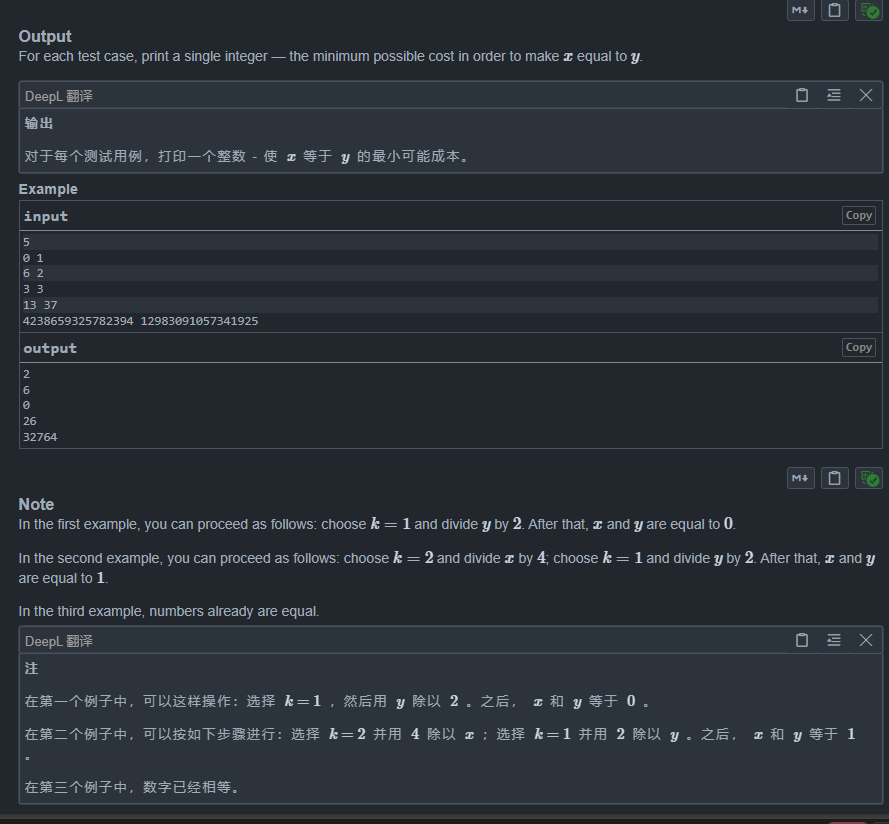 M↓
Output
For each test case, print a single integer — the minimum possible cost in order to make x equal to y.
DeepL 翻译
输出
对于每个测试用例，打印一个整数 - 使 x 等于 y 的最小可能成本。
Example
input
Copy
5
0 1
6 2
3 3
13 37
4238659325782394 12983091057341925
output
Copy
2
6
0
26
32764
M↓
Note
In the first example, you can proceed as follows: choose k = 1 and divide y by 2. After that, x and y are equal to 0.
In the second example, you can proceed as follows: choose k = 2 and divide x by 4; choose k = 1 and divide y by 2. After that, x and y
are equal to 1.
In the third example, numbers already are equal.
DeepL 翻译
注
在第一个例子中，可以这样操作：选择 k = 1 ，然后用 y 除以 2 。之后， x 和 y 等于 0 。
在第二个例子中，可以按如下步骤进行：选择 k = 2 并用 4 除以 x ；选择 k = 1 并用 2 除以 y 。之后， x 和 y 等于 1
。
在第三个例子中，数字已经相等。